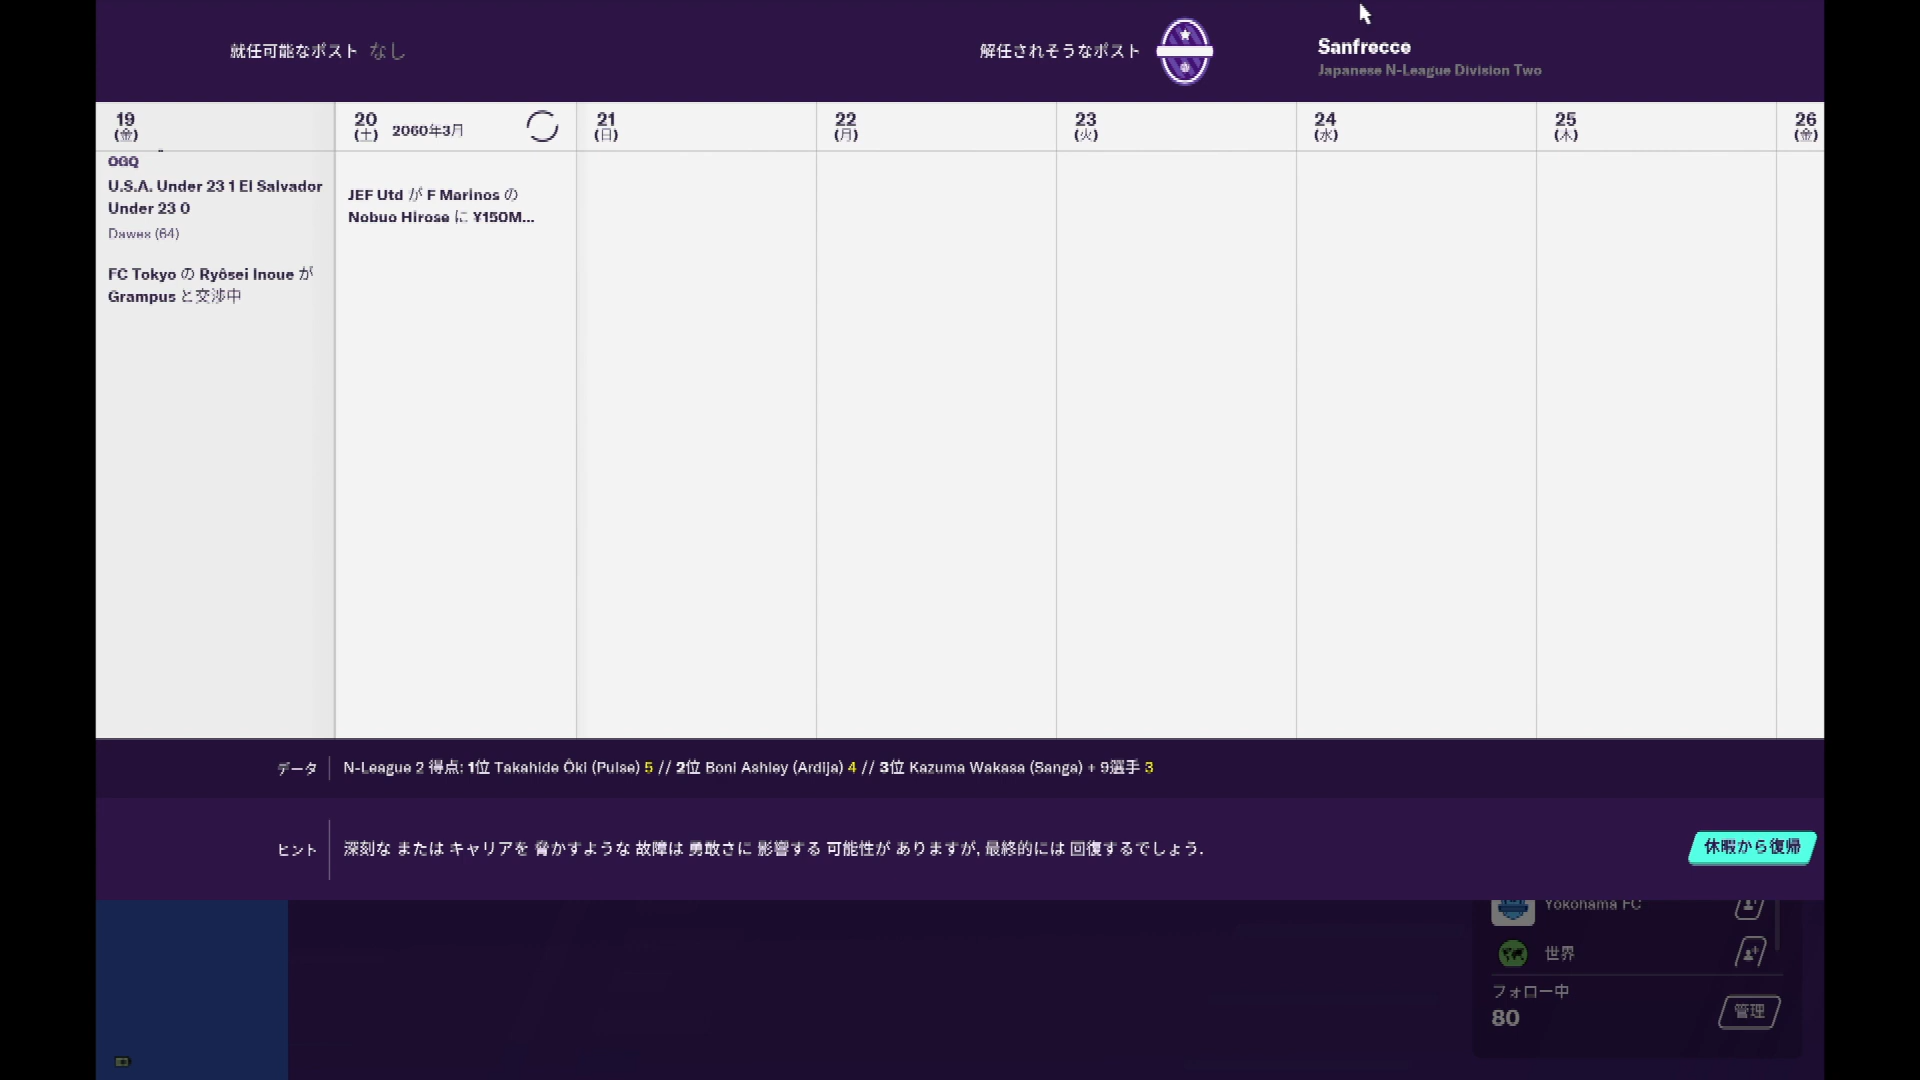 就任可能なポスト なし
解任されそうなポスト
Sanfrecce
Japanese N-League Division Two
19
(金)
20
(土) 2060年3月
21
(日)
22
(月)
23
(火)
24
(水)
25
(木)
26
(金)
OGQ
U.S.A. Under 23 1 El Salvador
Under 23 0
Dawes (64)
FC Tokyo の Ryôsei Inoue が
Grampus と交渉中
JEF Utd が F Marinos の
Nobuo Hirose に ¥150M...
データ
N-League 2 得点: 1位 Takahide Ôki (Pulse) 5 // 2位 Boni Ashley (Ardija) 4 // 3位 Kazuma Wakasa (Sanga) + 9選手 3
ヒント
深刻な または キャリアを 脅かすような 故障は 勇敢さに 影響する 可能性が ありますが, 最終的には 回復するでしょう.
休暇から復帰
Yokohama FC
世界
フォロー中
80
管理